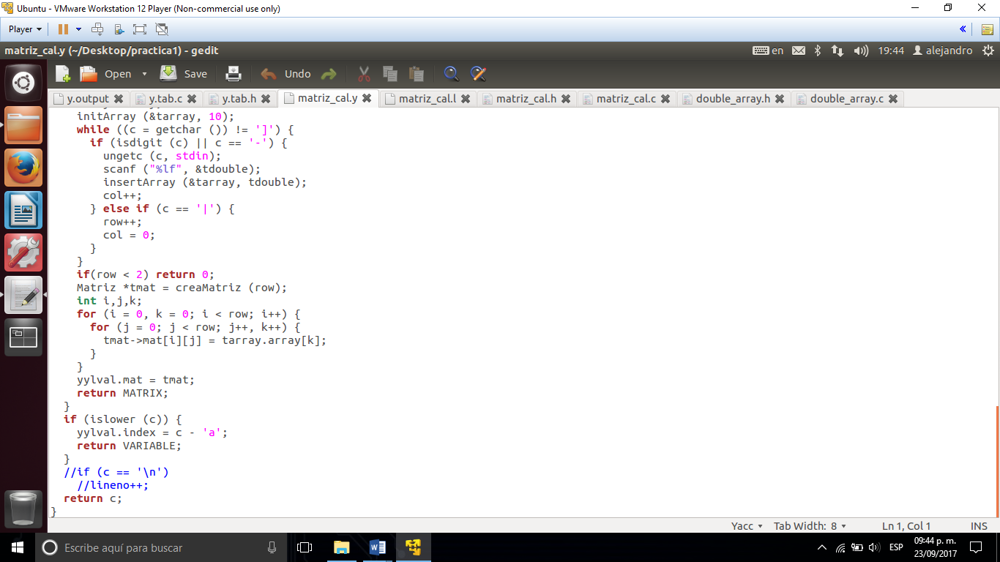 Ubuntu - VMware Workstation 12 Player (Non-commercial use only)
Player
matriz_cal.y (~/Desktop/practica1) - gedit
en
19:44
alejandro
Open
Save
Undo
y.output
y.tab.c
y.tab.h
matriz_cal.y
matriz_cal.l
matriz_cal.h
matriz_cal.c
double_array.h
double_array.c
initArray (&tarray, 10);
while ((c = getchar ()) != ']') {
if (isdigit (c) || c == '-') {
ungetc (c, stdin);
scanf ("%lf", &tdouble);
insertArray (&tarray, tdouble);
col++;
} else if (c == '|') {
row++;
col = 0;
}
}
if(row < 2) return 0;
Matriz *tmat = creaMatriz (row);
int i,j,k;
for (i = 0, k = 0; i < row; i++) {
for (j = 0; j < row; j++, k++) {
tmat->mat[i][j] = tarray.array[k];
}
}
yylval.mat = tmat;
return MATRIX;
}
if (islower (c)) {
yylval.index = c - 'a';
return VARIABLE;
}
//if (c == '\n')
//lineno++;
return c;
}
Yacc
Tab Width: 8
Ln 1, Col 1
INS
Escribe aquí para buscar
ESP
09:44 p. m.
23/09/2017